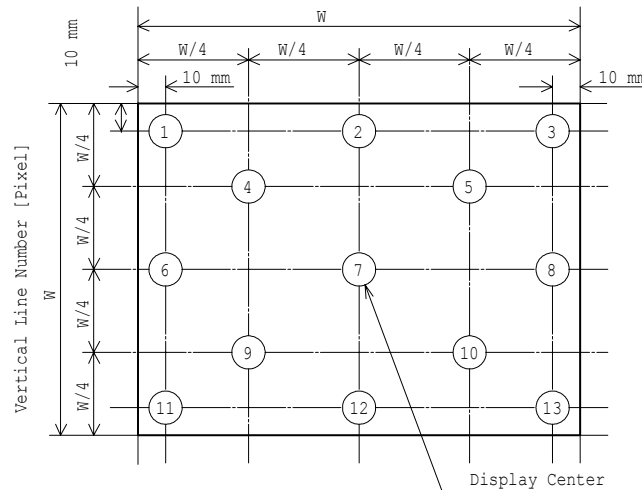 W
10 mm
W/4 W/4 W/4 W/4
10 mm 10 mm
1 2 3
W/4
4 5
W/4
Vertical Line Number [Pixel]
W
6 7 8
W/4
9 10
W/4
11 12 13
Display Center